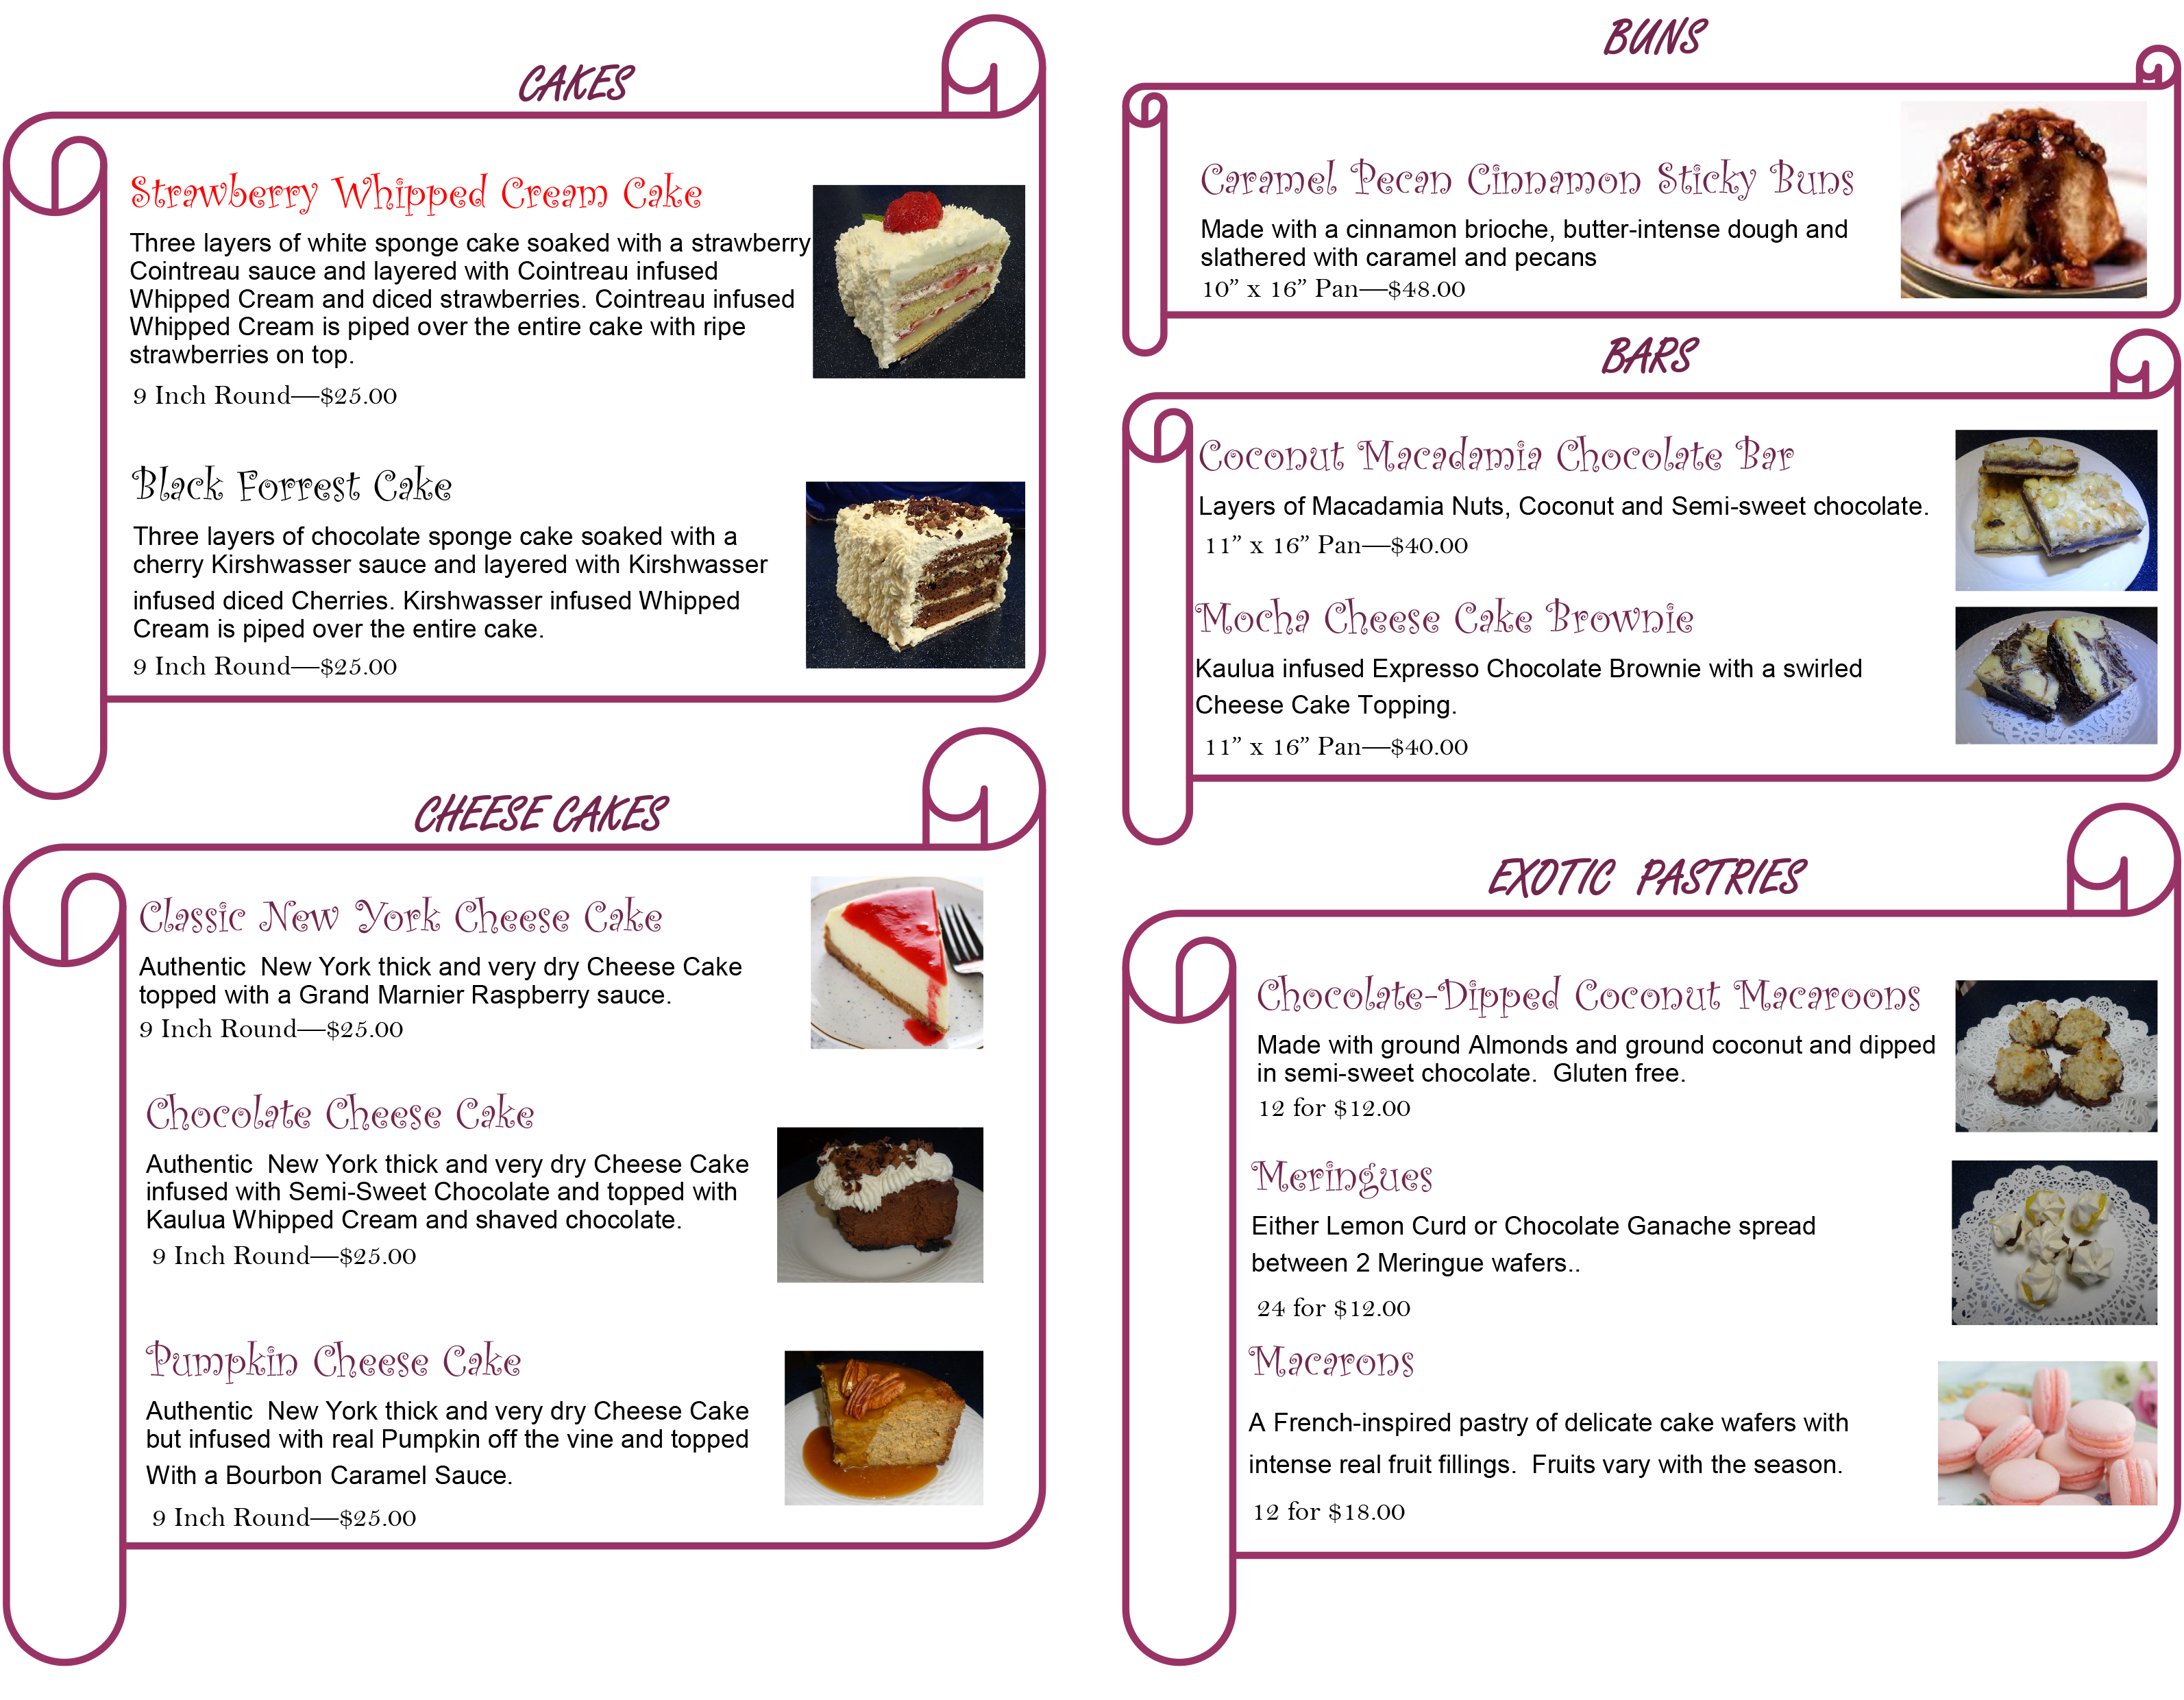 CAKES
Strawberry Whipped Cream Cake
Three layers of white sponge cake soaked with a strawberry
Cointreau sauce and layered with Cointreau infused
Whipped Cream and diced strawberries. Cointreau infused
Whipped Cream is piped over the entire cake with ripe
strawberries on top.
9 Inch Round—$25.00
Black Forrest Cake
Three layers of chocolate sponge cake soaked with a
cherry Kirshwasser sauce and layered with Kirshwasser
infused diced Cherries. Kirshwasser infused Whipped
Cream is piped over the entire cake.
9 Inch Round—$25.00
CHEESE CAKES
Classic New York Cheese Cake
Authentic  New York thick and very dry Cheese Cake
topped with a Grand Marnier Raspberry sauce.
9 Inch Round—$25.00
Chocolate Cheese Cake
Authentic  New York thick and very dry Cheese Cake
infused with Semi-Sweet Chocolate and topped with
Kaulua Whipped Cream and shaved chocolate.
9 Inch Round—$25.00
Pumpkin Cheese Cake
Authentic  New York thick and very dry Cheese Cake
but infused with real Pumpkin off the vine and topped
With a Bourbon Caramel Sauce.
9 Inch Round—$25.00
BUNS
Caramel Pecan Cinnamon Sticky Buns
Made with a cinnamon brioche, butter-intense dough and
slathered with caramel and pecans
10” x 16” Pan—$48.00
BARS
Coconut Macadamia Chocolate Bar
Layers of Macadamia Nuts, Coconut and Semi-sweet chocolate.
11” x 16” Pan—$40.00
Mocha Cheese Cake Brownie
Kaulua infused Expresso Chocolate Brownie with a swirled
Cheese Cake Topping.
11” x 16” Pan—$40.00
EXOTIC  PASTRIES
Chocolate-Dipped Coconut Macaroons
Made with ground Almonds and ground coconut and dipped
in semi-sweet chocolate.  Gluten free.
12 for $12.00
Meringues
Either Lemon Curd or Chocolate Ganache spread
between 2 Meringue wafers..
24 for $12.00
Macarons
A French-inspired pastry of delicate cake wafers with
intense real fruit fillings.  Fruits vary with the season.
12 for $18.00